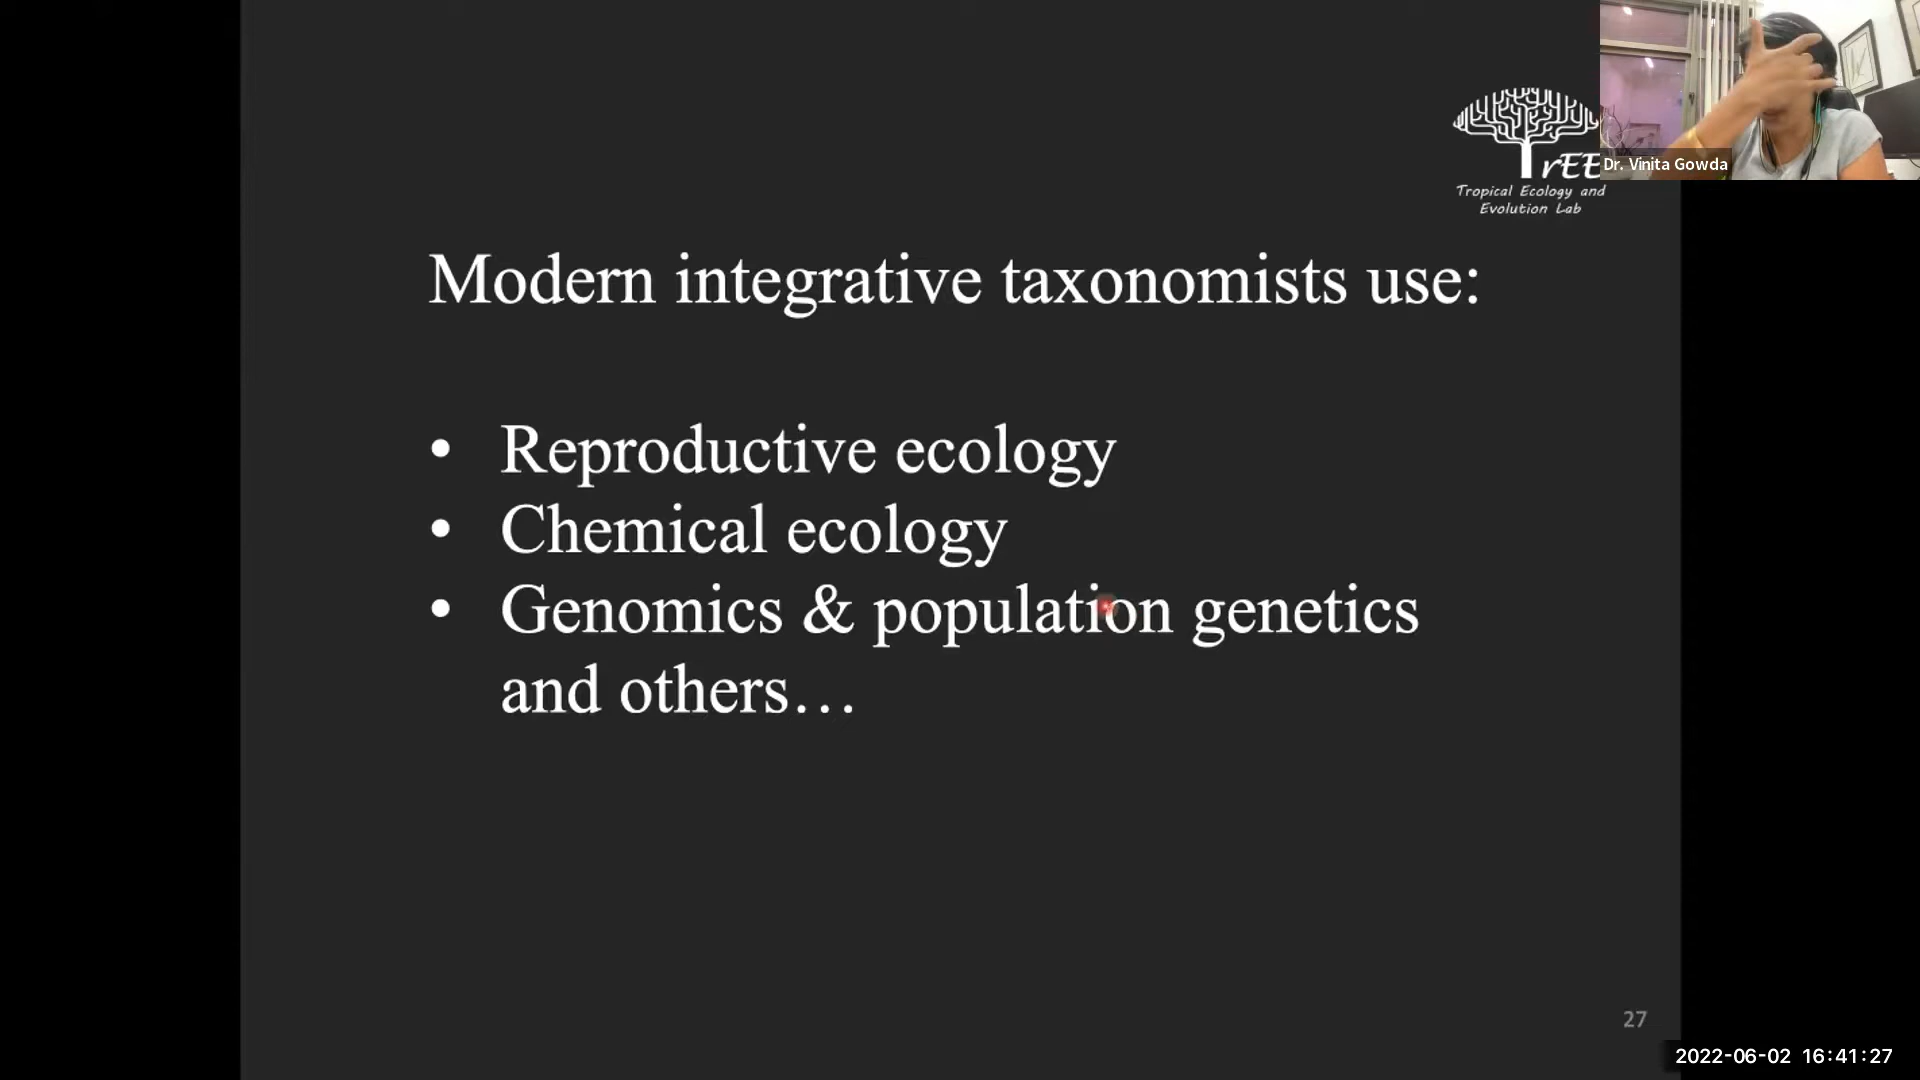 TrEE
Tropical Ecology and
Evolution Lab
Dr. Vinita Gowda
Modern integrative taxonomists use:
• Reproductive ecology
• Chemical ecology
• Genomics & population genetics
and others…
27
2022-06-02 16:41:27